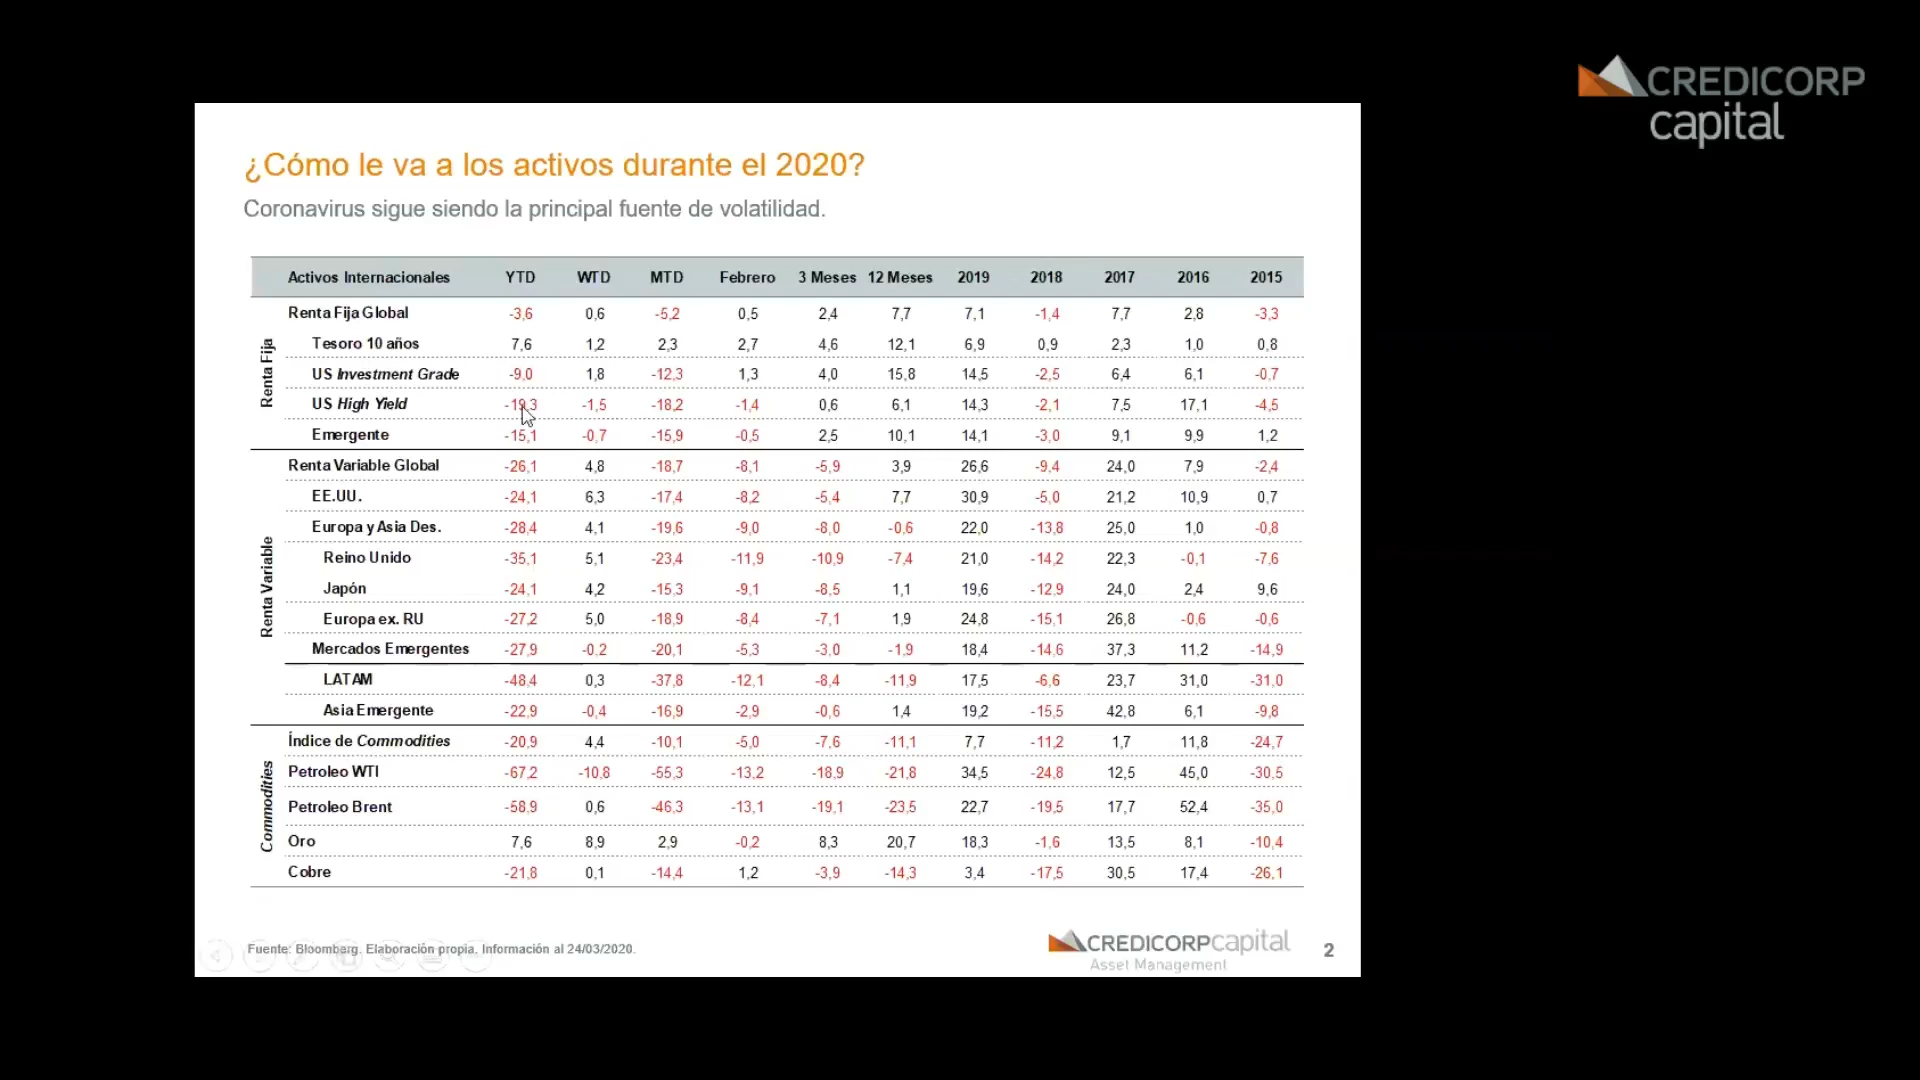 CREDICORP
capital
¿Cómo le va a los activos durante el 2020?
Coronavirus sigue siendo la principal fuente de volatilidad.
Activos Internacionales YTD WTD MTD Febrero 3 Meses 12 Meses 2019 2018 2017 2016 2015
Renta Fija
Renta Fija Global -3,6 0,6 -5,2 0,5 2,4 7,7 7,1 -1,4 7,7 2,8 -3,3
Tesoro 10 años 7,6 1,2 2,3 2,7 4,6 12,1 6,9 0,9 2,3 1,0 0,8
US Investment Grade -9,0 1,8 -12,3 1,3 4,0 15,8 14,5 -2,5 6,4 6,1 -0,7
US High Yield -19,3 -1,5 -18,2 -1,4 0,6 6,1 14,3 -2,1 7,5 17,1 -4,5
Emergente -15,1 -0,7 -15,9 -0,5 2,5 10,1 14,1 -3,0 9,1 9,9 1,2
Renta Variable
Renta Variable Global -26,1 4,8 -18,7 -8,1 -5,9 3,9 26,6 -9,4 24,0 7,9 -2,4
EE.UU. -24,1 6,3 -17,4 -8,2 -5,4 7,7 30,9 -5,0 21,2 10,9 0,7
Europa y Asia Des. -28,4 4,1 -19,6 -9,0 -8,0 -0,6 22,0 -13,8 25,0 1,0 -0,8
Reino Unido -35,1 5,1 -23,4 -11,9 -10,9 -7,4 21,0 -14,2 22,3 -0,1 -7,6
Japón -24,1 4,2 -15,3 -9,1 -8,5 1,1 19,6 -12,9 24,0 2,4 9,6
Europa ex. RU -27,2 5,0 -18,9 -8,4 -7,1 1,9 24,8 -15,1 26,8 -0,6 -0,6
Mercados Emergentes -27,9 -0,2 -20,1 -5,3 -3,0 -1,9 18,4 -14,6 37,3 11,2 -14,9
LATAM -48,4 0,3 -37,8 -12,1 -8,4 -11,9 17,5 -6,6 23,7 31,0 -31,0
Asia Emergente -22,9 -0,4 -16,9 -2,9 -0,6 1,4 19,2 -15,5 42,8 6,1 -9,8
Commodities
Índice de Commodities -20,9 4,4 -10,1 -5,0 -7,6 -11,1 7,7 -11,2 1,7 11,8 -24,7
Petroleo WTI -67,2 -10,8 -55,3 -13,2 -18,9 -21,8 34,5 -24,8 12,5 45,0 -30,5
Petroleo Brent -58,9 0,6 -46,3 -13,1 -19,1 -23,5 22,7 -19,5 17,7 52,4 -35,0
Oro 7,6 8,9 2,9 -0,2 8,3 20,7 18,3 -1,6 13,5 8,1 -10,4
Cobre -21,8 0,1 -14,4 1,2 -3,9 -14,3 3,4 -17,5 30,5 17,4 -26,1
Fuente: Bloomberg. Elaboración propia. Información al 24/03/2020.
CREDICORPcapital
Asset Management
2